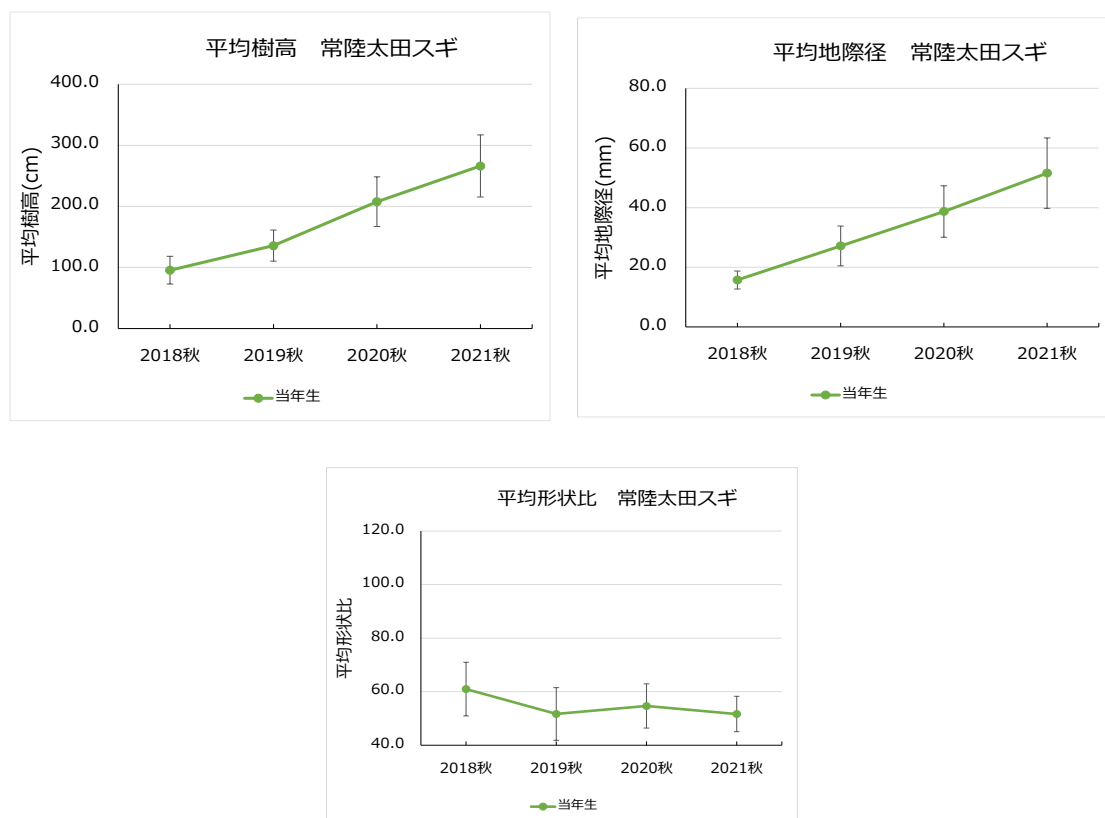 平均樹高　常陸太田スギ
400.0
300.0
200.0
100.0
0.0
平均樹高(cm)
2018秋 2019秋 2020秋 2021秋
当年生
平均地際径　常陸太田スギ
80.0
60.0
40.0
20.0
0.0
平均地際径(mm)
2018秋 2019秋 2020秋 2021秋
当年生
平均形状比　常陸太田スギ
120.0
100.0
80.0
60.0
40.0
平均形状比
2018秋 2019秋 2020秋 2021秋
当年生